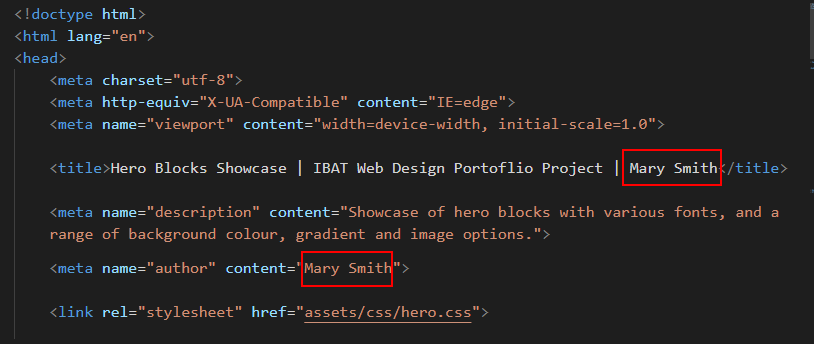 <!doctype html>
<html lang="en">
<head>
<meta charset="utf-8">
<meta http-equiv="X-UA-Compatible" content="IE=edge">
<meta name="viewport" content="width=device-width, initial-scale=1.0">
<title>Hero Blocks Showcase | IBAT Web Design Portoflio Project | Mary Smith</title>
<meta name="description" content="Showcase of hero blocks with various fonts, and a
range of background colour, gradient and image options.">
<meta name="author" content="Mary Smith">
<link rel="stylesheet" href="assets/css/hero.css">